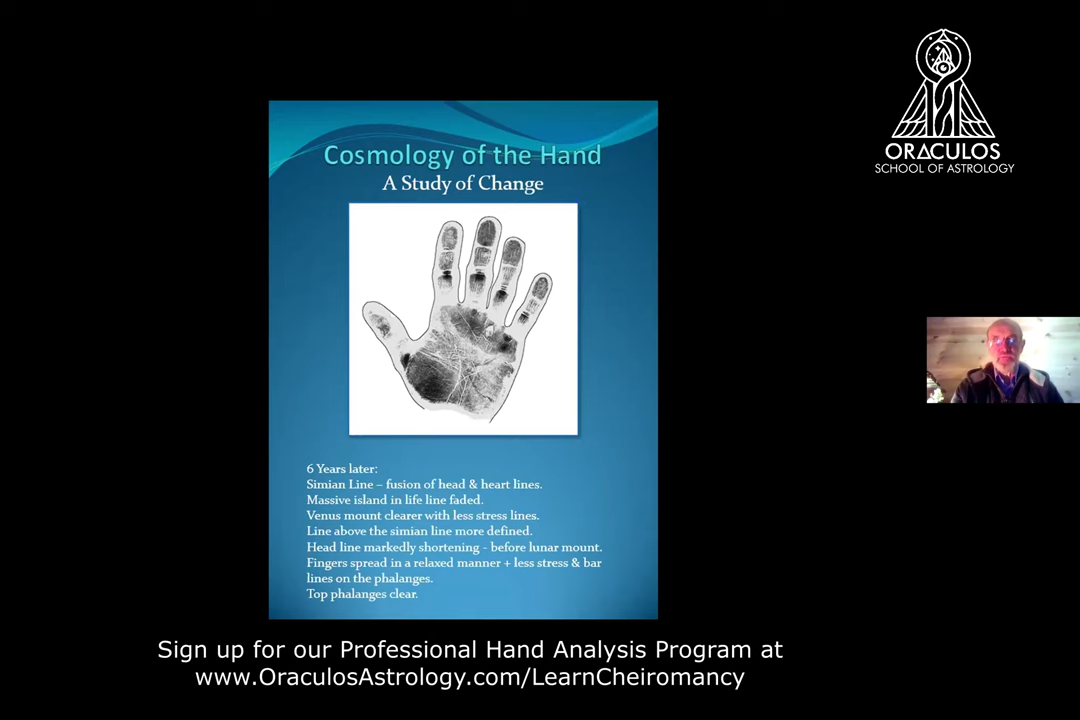 ORACULOS
SCHOOL OF ASTROLOGY
Cosmology of the Hand
A Study of Change
6 Years later:
Simian Line – fusion of head & heart lines.
Massive island in life line faded.
Venus mount clearer with less stress lines.
Line above the simian line more defined.
Head line markedly shortening - before lunar mount.
Fingers spread in a relaxed manner + less stress & bar
lines on the phalanges.
Top phalanges clear.
Sign up for our Professional Hand Analysis Program at
www.OraculosAstrology.com/LearnCheiromancy